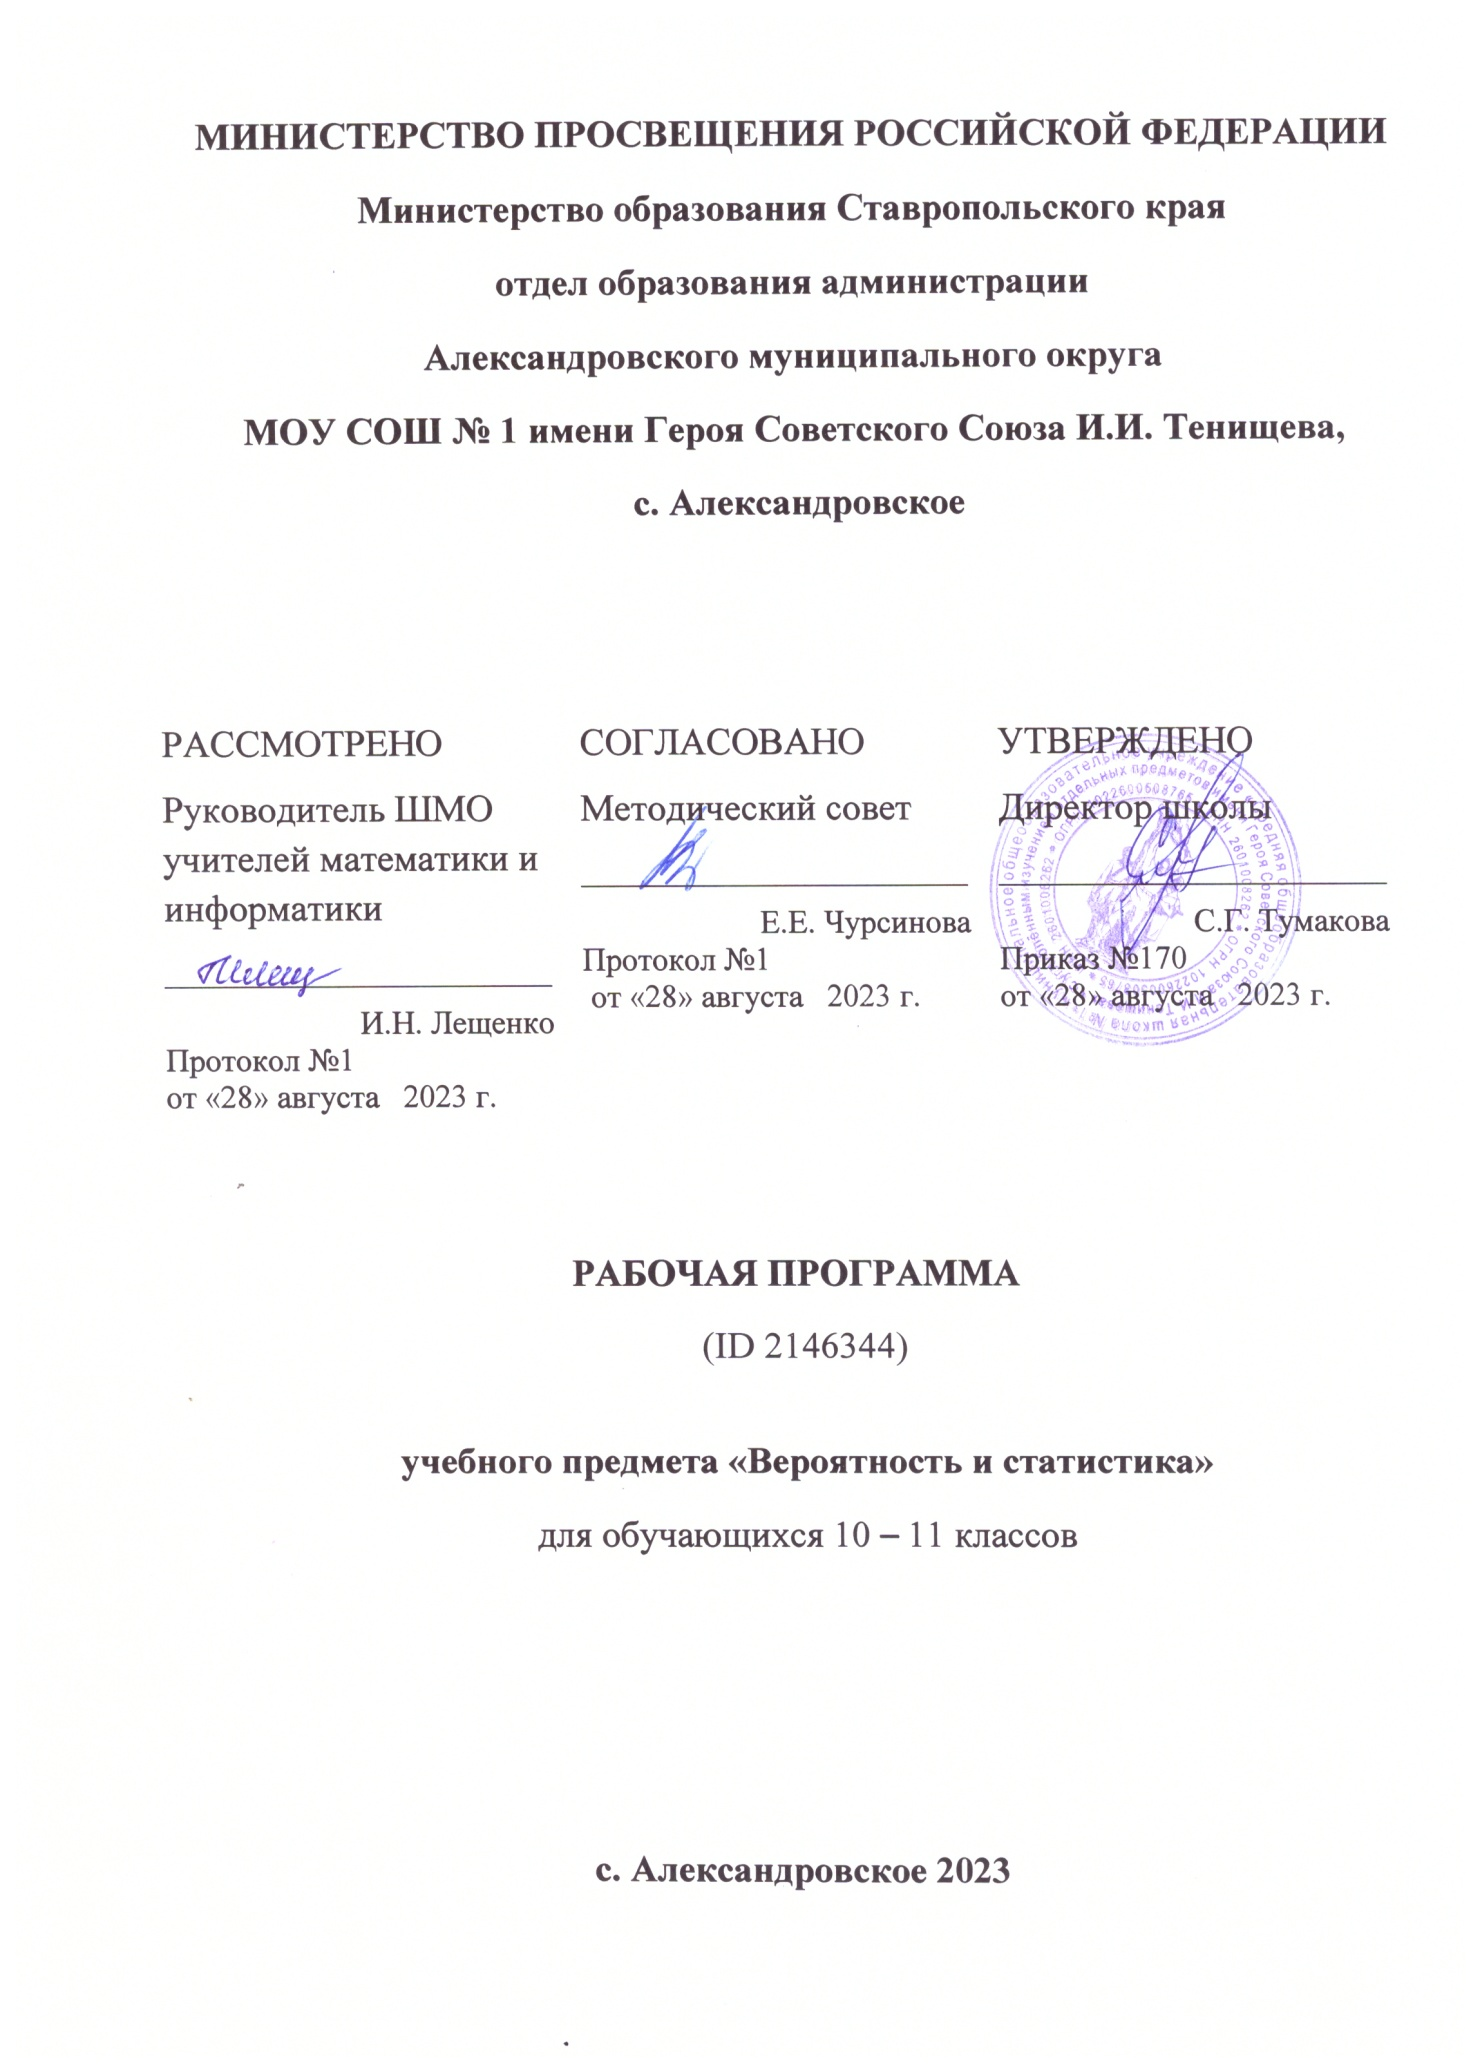 МИНИСТЕРСТВО ПРОСВЕЩЕНИЯ РОССИЙСКОЙ ФЕДЕРАЦИИ
Министерство образования Ставропольского края
отдел образования администрации
Александровского муниципального округа
МОУ СОШ № 1 имени Героя Советского Союза И.И. Тенищева,
с. Александровское
РАССМОТРЕНО
Руководитель ШМО
учителей математики и
информатики
И.Н. Лещенко
Протокол №1
от «28» августа 2023 г.
СОГЛАСОВАНО
Методический совет
Е.Е. Чурсинова
Протокол №1
от «28» августа 2023 г.
УТВЕРЖДЕНО
Директор школы
С.Г. Тумакова
Приказ №170
от «28» августа 2023 г.
РАБОЧАЯ ПРОГРАММА
(ID 2146344)
учебного предмета «Вероятность и статистика»
для обучающихся 10 – 11 классов
с. Александровское 2023